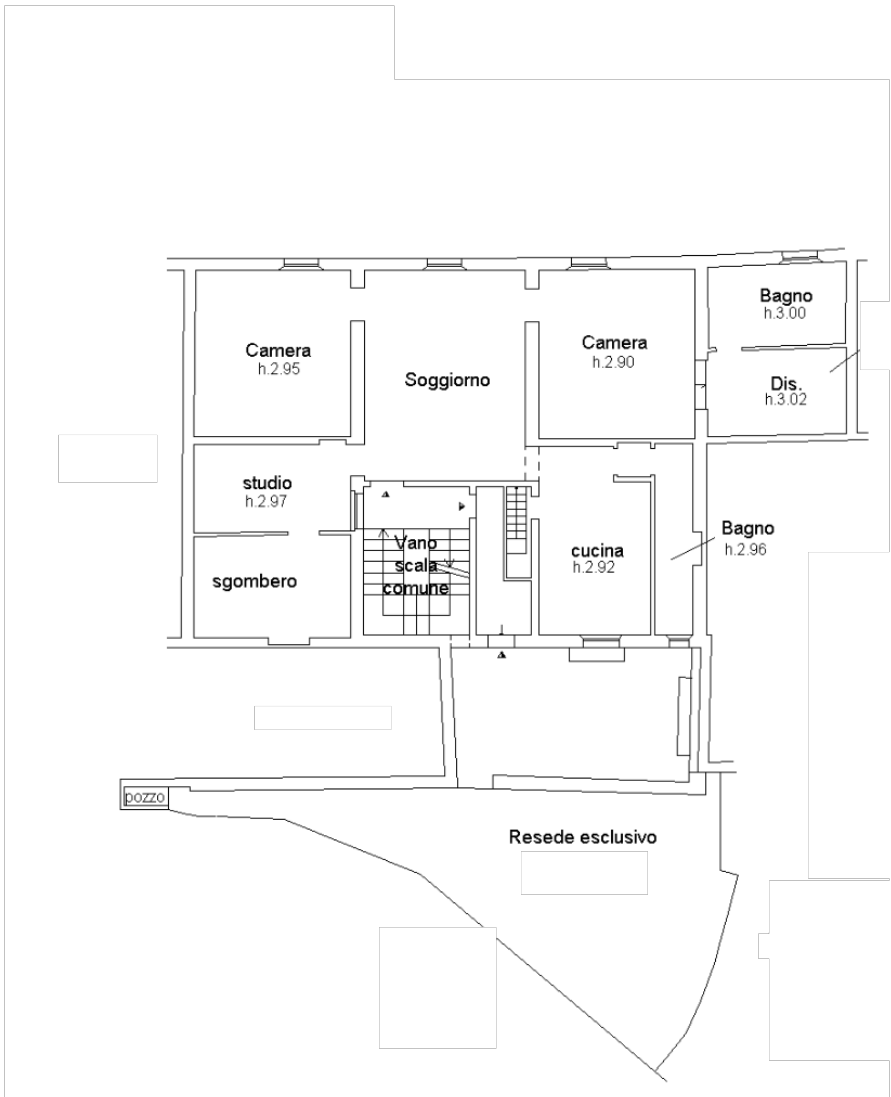 Bagno
h.3.00
Camera
h.2.95
Camera
h.2.90
Soggiorno
Dis.
h.3.02
studio
h.2.97
Vano
scala
comune
cucina
h.2.92
Bagno
h.2.96
sgombero
pozzo
Resede esclusivo